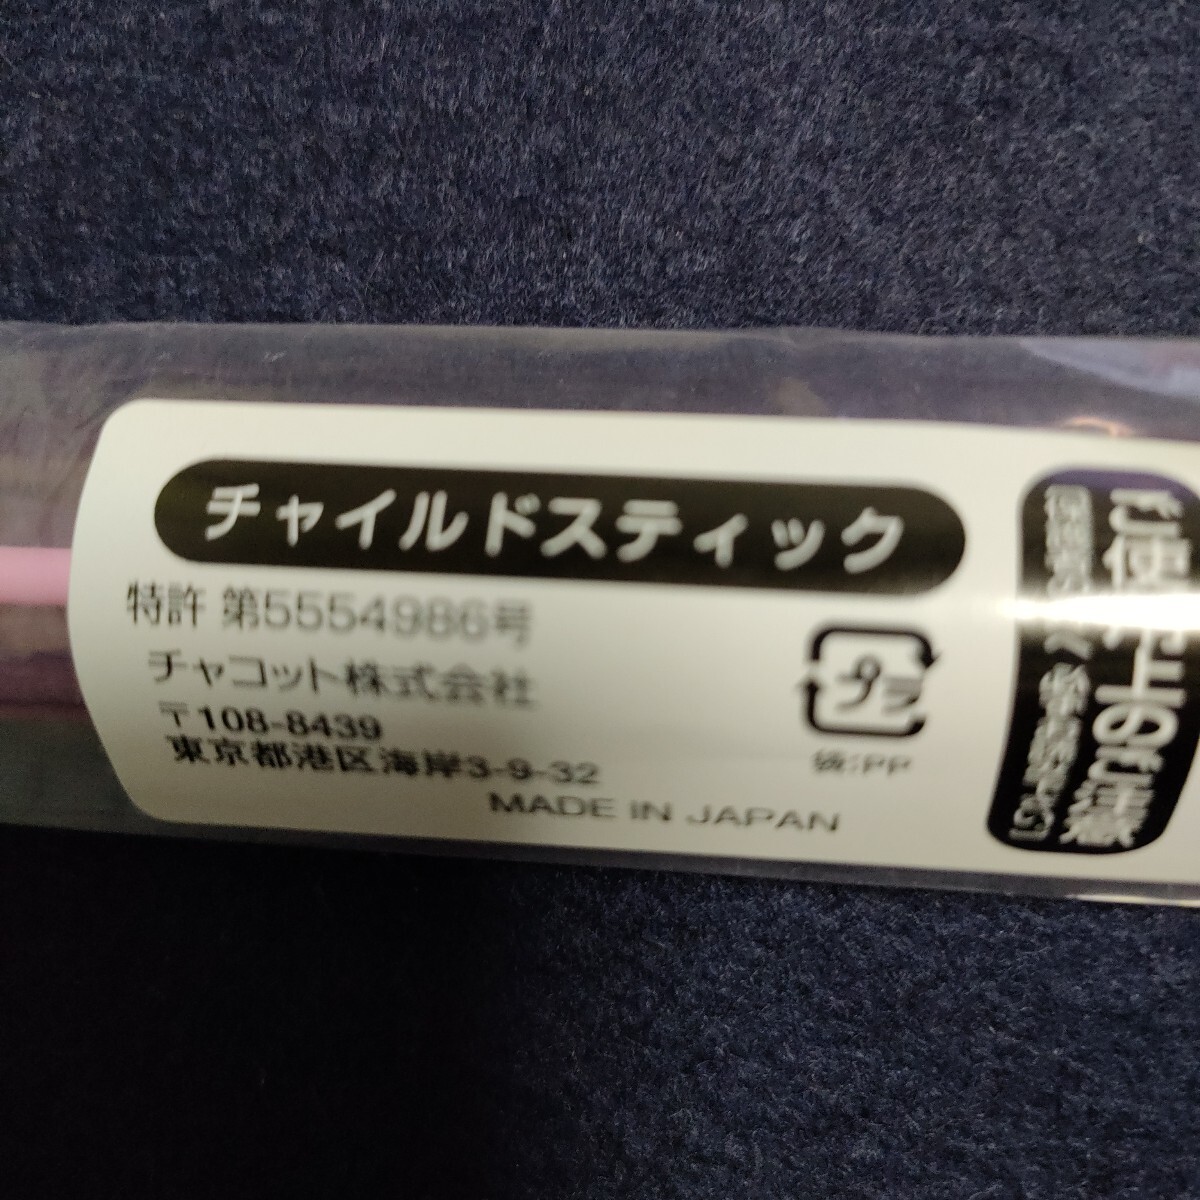 チャイルドスティック
特許 第5554986号
チャコット株式会社
〒108-8439
東京都港区海岸3-9-32
MADE IN JAPAN
プラ
袋:PP
ご使用上のご注意